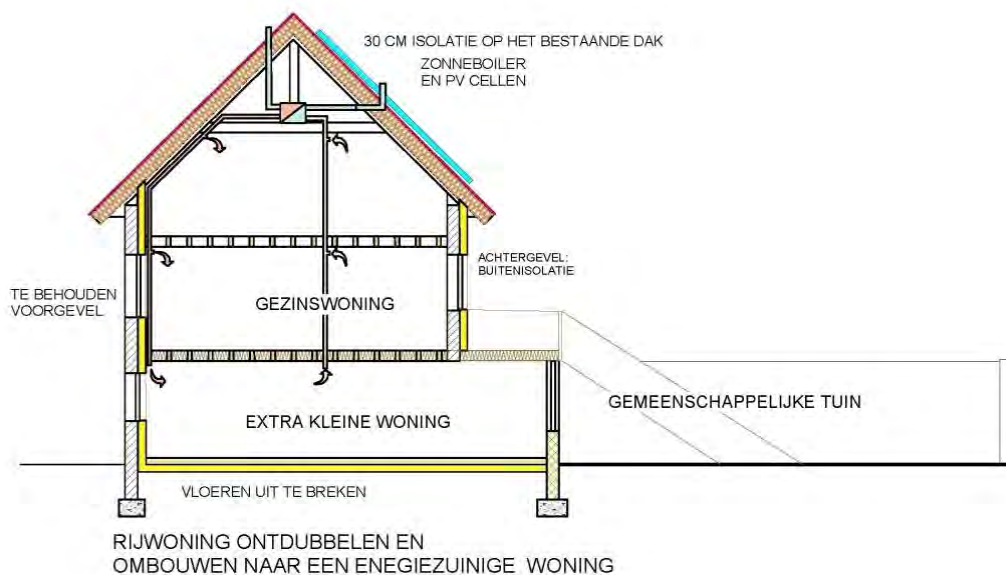 30 CM ISOLATIE OP HET BESTAANDE DAK
ZONNEBOILER
EN PV CELLEN
ACHTERGEVEL:
BUITENISOLATIE
TE BEHOUDEN
VOORGEVEL
GEZINSWONING
EXTRA KLEINE WONING
GEMEENSCHAPPELIJKE TUIN
VLOEREN UIT TE BREKEN
RIJWONING ONTDUBBELEN EN
OMBOUWEN NAAR EEN ENEGIEZUINIGE WONING